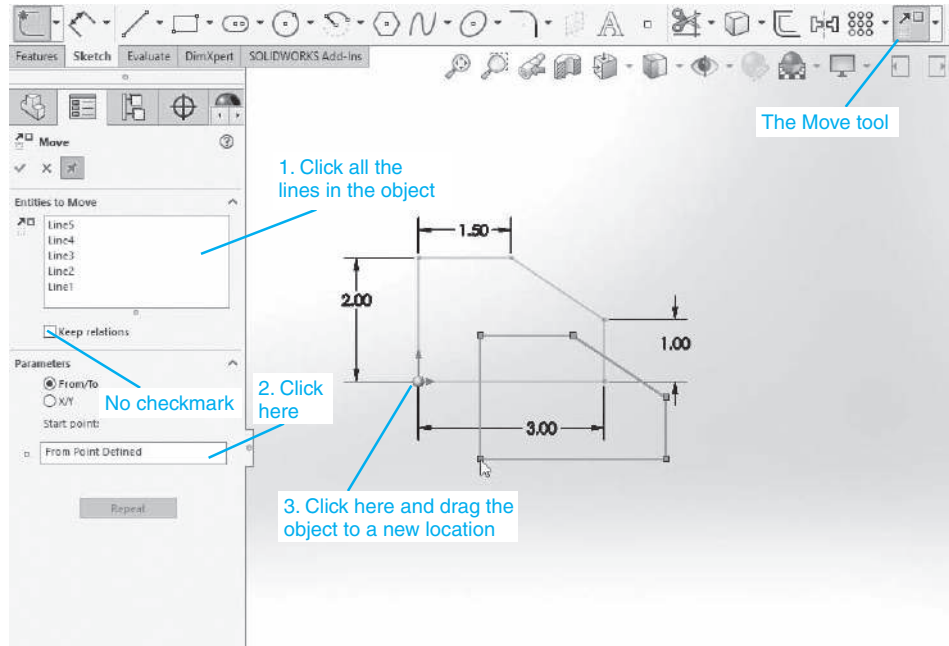 Features Sketch Evaluate DimXpert SOLIDWORKS Add-Ins
The Move tool
Move
1. Click all the
lines in the object
Entities to Move
Line5
Line4
Line3
Line2
Line1
Keep relations
1.50
2.00
1.00
3.00
Parameters
From/To
X/Y
No checkmark
2. Click
here
Start point:
From Point Defined
3. Click here and drag the
object to a new location
Repeat